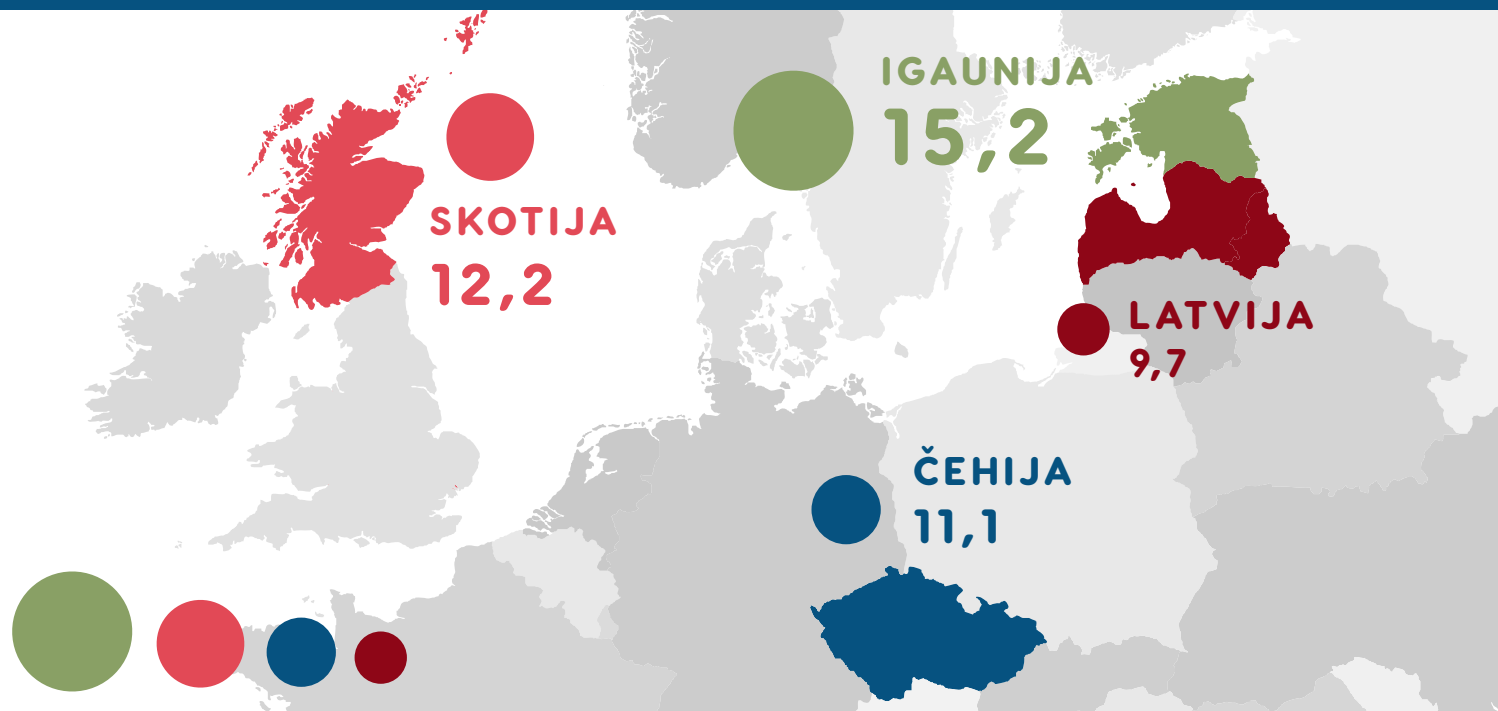 IGAUNIJA
15,2
SKOTIJA
12,2
LATVIJA
9,7
ČEHIJA
11,1